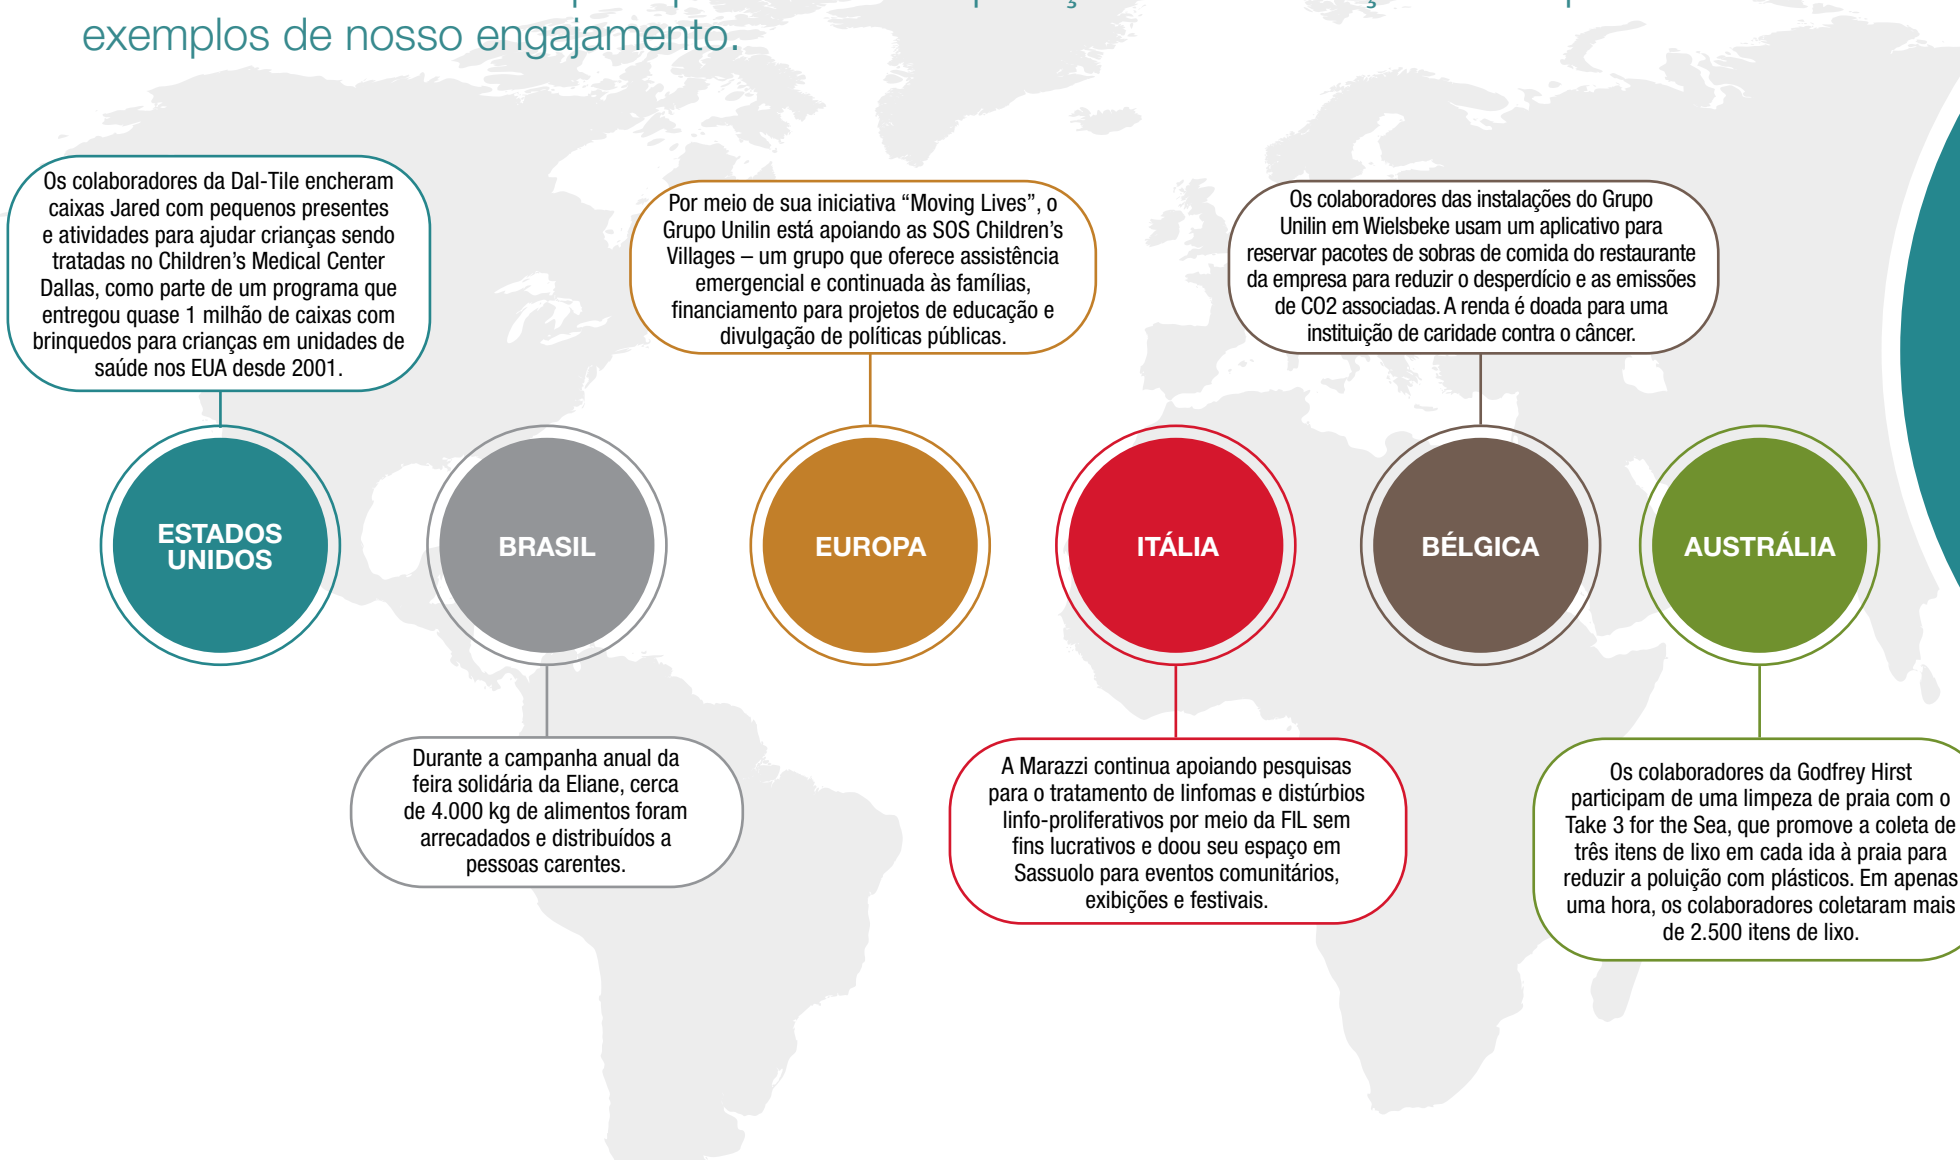 exemplos de nosso engajamento.
Os colaboradores da Dal-Tile encheram
caixas Jared com pequenos presentes
e atividades para ajudar crianças sendo
tratadas no Children’s Medical Center
Dallas, como parte de um programa que
entregou quase 1 milhão de caixas com
brinquedos para crianças em unidades de
saúde nos EUA desde 2001.
Por meio de sua iniciativa “Moving Lives”, o
Grupo Unilin está apoiando as SOS Children’s
Villages – um grupo que oferece assistência
emergencial e continuada às famílias,
financiamento para projetos de educação e
divulgação de políticas públicas.
Os colaboradores das instalações do Grupo
Unilin em Wielsbeke usam um aplicativo para
reservar pacotes de sobras de comida do restaurante
da empresa para reduzir o desperdício e as emissões
de CO2 associadas. A renda é doada para uma
instituição de caridade contra o câncer.
ESTADOS
UNIDOS
BRASIL
EUROPA
ITÁLIA
BÉLGICA
AUSTRÁLIA
Durante a campanha anual da
feira solidária da Eliane, cerca
de 4.000 kg de alimentos foram
arrecadados e distribuídos a
pessoas carentes.
A Marazzi continua apoiando pesquisas
para o tratamento de linfomas e distúrbios
linfo-proliferativos por meio da FIL sem
fins lucrativos e doou seu espaço em
Sassuolo para eventos comunitários,
exibições e festivais.
Os colaboradores da Godfrey Hirst
participam de uma limpeza de praia com o
Take 3 for the Sea, que promove a coleta de
três itens de lixo em cada ida à praia para
reduzir a poluição com plásticos. Em apenas
uma hora, os colaboradores coletaram mais
de 2.500 itens de lixo.